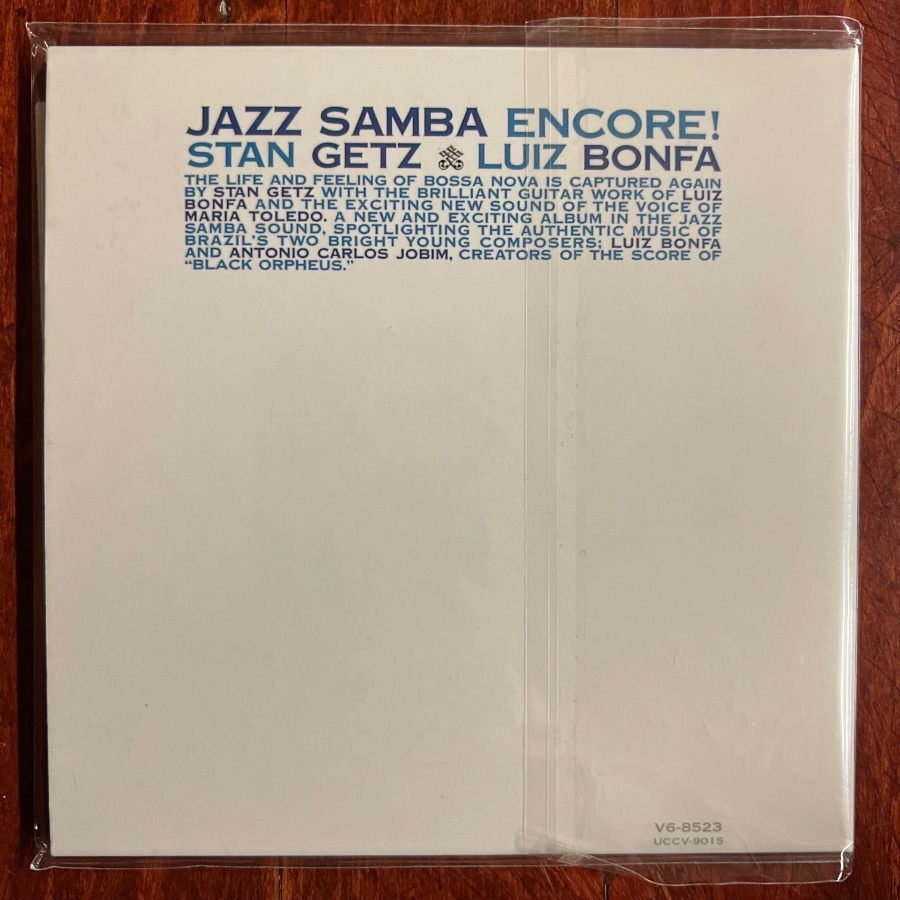 JAZZ SAMBA ENCORE!
STAN GETZ LUIZ BONFA
THE LIFE AND FEELING OF BOSSA NOVA IS CAPTURED AGAIN
BY STAN GETZ WITH THE BRILLIANT GUITAR WORK OF LUIZ
BONFA AND THE EXCITING NEW SOUND OF THE VOICE OF
MARIA TOLEDO. A NEW AND EXCITING ALBUM IN THE JAZZ
SAMBA SOUND, SPOTLIGHTING THE AUTHENTIC MUSIC OF
BRAZIL'S TWO BRIGHT YOUNG COMPOSERS; LUIZ BONFA
AND ANTONIO CARLOS JOBIM, CREATORS OF THE SCORE OF
“BLACK ORPHEUS.”
V6-8523
UCCV-9015